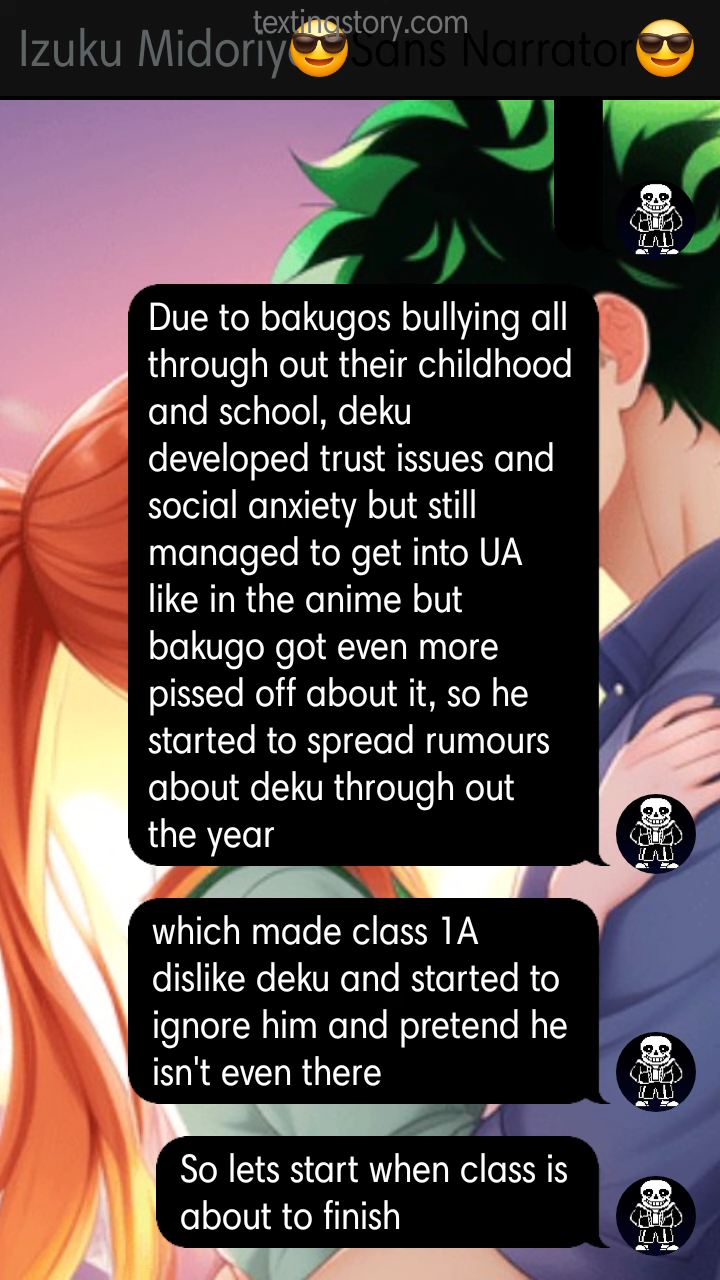 textingstory.com
Izuku Midoriy😎Sans Narrator😎
Due to bakugos bullying all
through out their childhood
and school, deku
developed trust issues and
social anxiety but still
managed to get into UA
like in the anime but
bakugo got even more
pissed off about it, so he
started to spread rumours
about deku through out
the year
which made class 1A
dislike deku and started to
ignore him and pretend he
isn't even there
So lets start when class is
about to finish